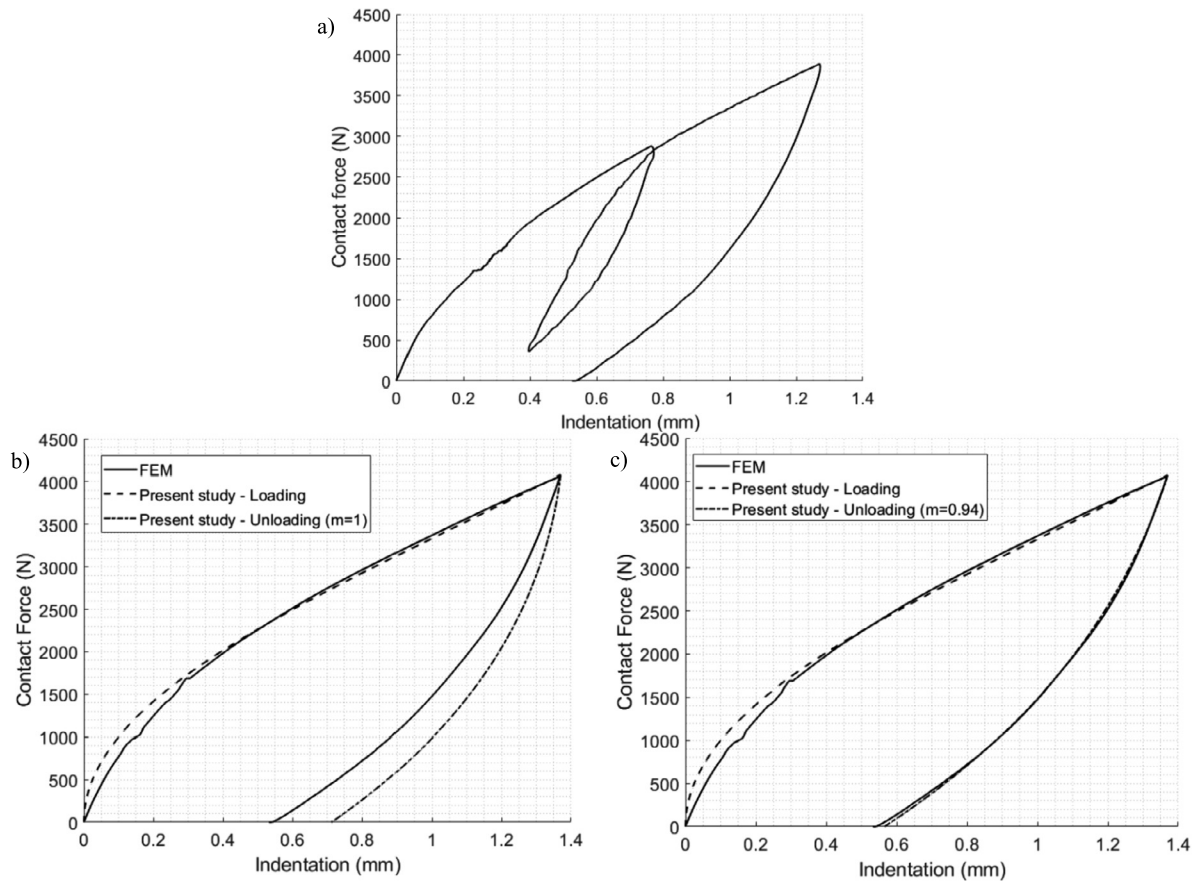 a)
4500
4000
3500
3000
2500
2000
1500
1000
500
0
Contact force (N)
0 0.2 0.4 0.6 0.8 1 1.2 1.4
Indentation (mm)
b)
4500
4000
3500
3000
2500
2000
1500
1000
500
0
Contact Force (N)
FEM
Present study - Loading
Present study - Unloading (m=1)
0 0.2 0.4 0.6 0.8 1 1.2 1.4
Indentation (mm)
c)
4500
4000
3500
3000
2500
2000
1500
1000
500
0
Contact Force (N)
FEM
Present study - Loading
Present study - Unloading (m=0.94)
0 0.2 0.4 0.6 0.8 1 1.2 1.4
Indentation (mm)